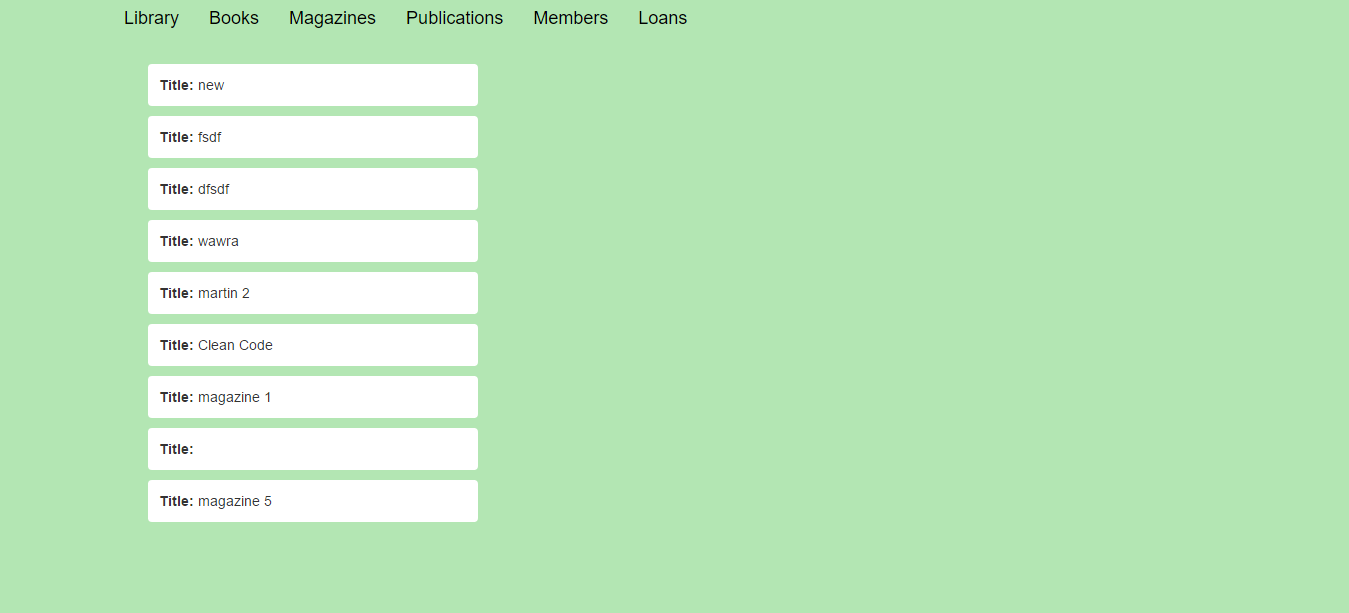 Library Books Magazines Publications Members Loans
Title: new
Title: fsdf
Title: dfsdf
Title: wawra
Title: martin 2
Title: Clean Code
Title: magazine 1
Title:
Title: magazine 5